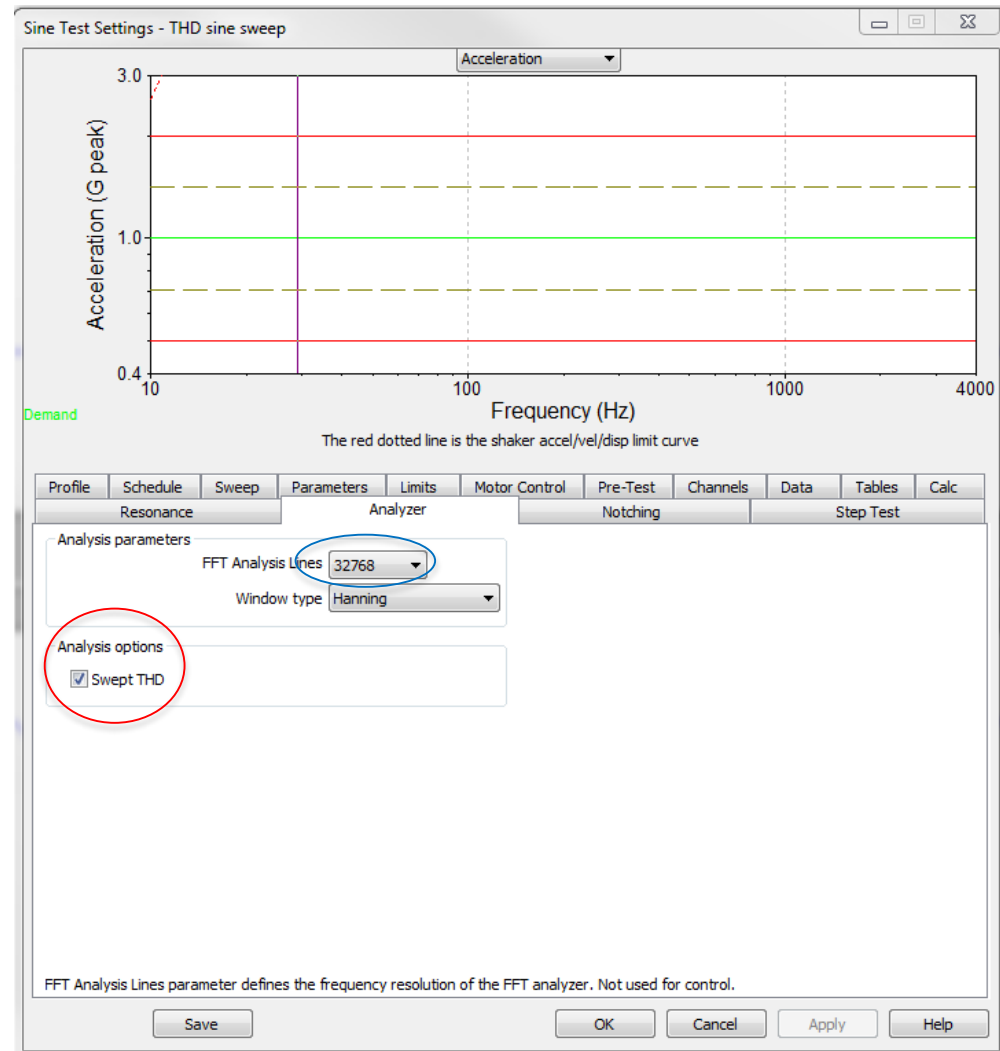 Sine Test Settings - THD sine sweep
Acceleration
3.0
1.0
0.4
Acceleration (G peak)
10 100 1000 4000
Demand
Frequency (Hz)
The red dotted line is the shaker accel/vel/disp limit curve
Profile Schedule Sweep Parameters Limits Motor Control Pre-Test Channels Data Tables Calc
Resonance Analyzer Notching Step Test
Analysis parameters
FFT Analysis Lines 32768
Window type Hanning
Analysis options
Swept THD
FFT Analysis Lines parameter defines the frequency resolution of the FFT analyzer. Not used for control.
Save OK Cancel Apply Help